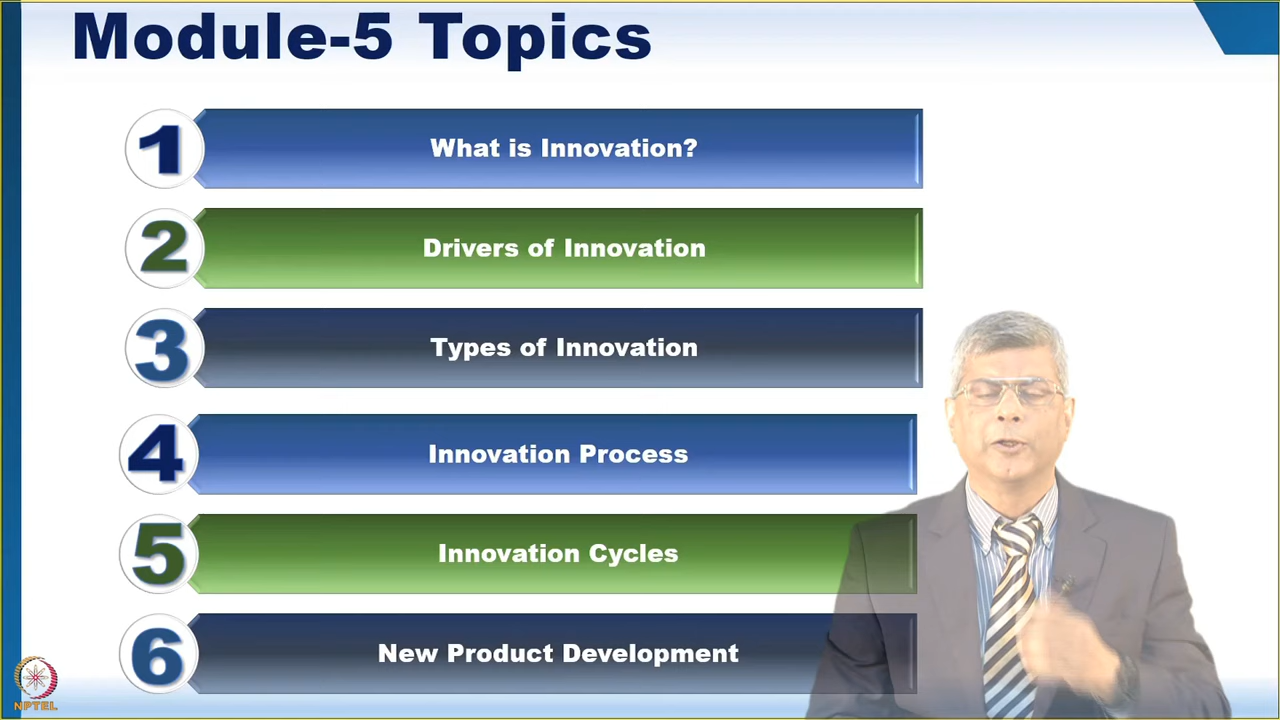 Module-5 Topics
1 What is Innovation?
2 Drivers of Innovation
3 Types of Innovation
4 Innovation Process
5 Innovation Cycles
6 New Product Development
NPTEL